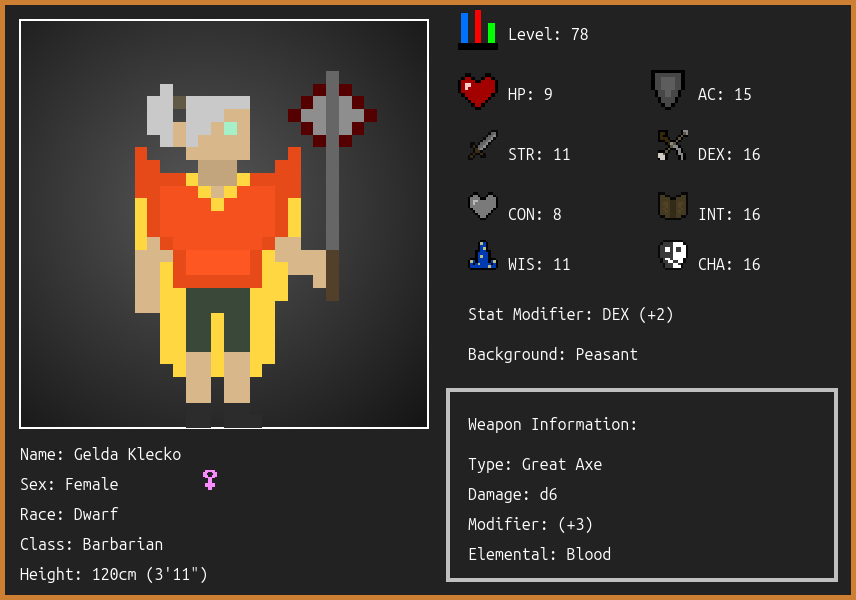 Level: 78
HP: 9
AC: 15
STR: 11
DEX: 16
CON: 8
INT: 16
WIS: 11
CHA: 16
Stat Modifier: DEX (+2)
Background: Peasant
Weapon Information:
Type: Great Axe
Damage: d6
Modifier: (+3)
Elemental: Blood
Name: Gelda Klecko
Sex: Female
Race: Dwarf
Class: Barbarian
Height: 120cm (3'11")